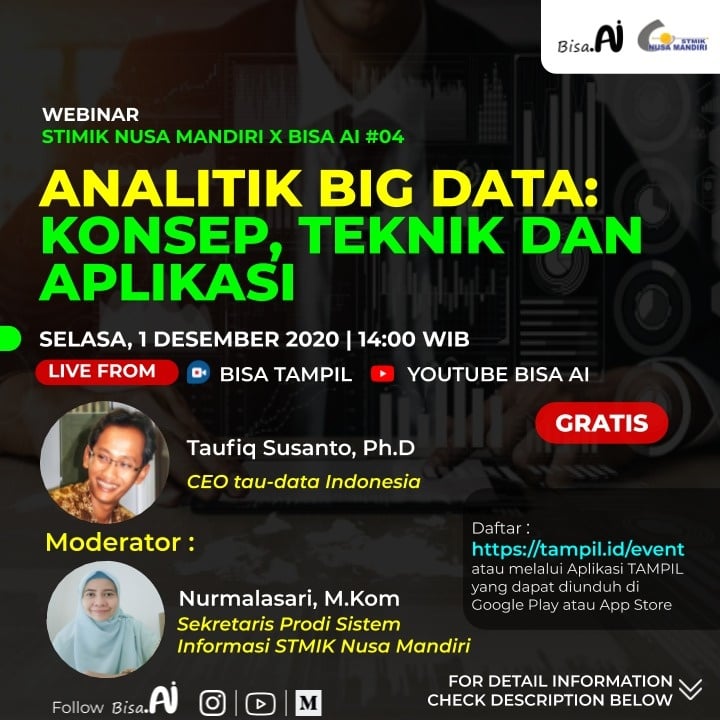 Bisa.AI
STMIK
NUSA MANDIRI
WEBINAR
STIMIK NUSA MANDIRI X BISA AI #04
ANALITIK BIG DATA:
KONSEP, TEKNIK DAN
APLIKASI
SELASA, 1 DESEMBER 2020 | 14:00 WIB
LIVE FROM BISA TAMPIL YOUTUBE BISA AI
GRATIS
Taufiq Susanto, Ph.D
CEO tau-data Indonesia
Moderator :
Nurmalasari, M.Kom
Sekretaris Prodi Sistem
Informasi STMIK Nusa Mandiri
Daftar :
https://tampil.id/event
atau melalui Aplikasi TAMPIL
yang dapat diunduh di
Google Play atau App Store
Follow Bisa.AI
FOR DETAIL INFORMATION
CHECK DESCRIPTION BELOW